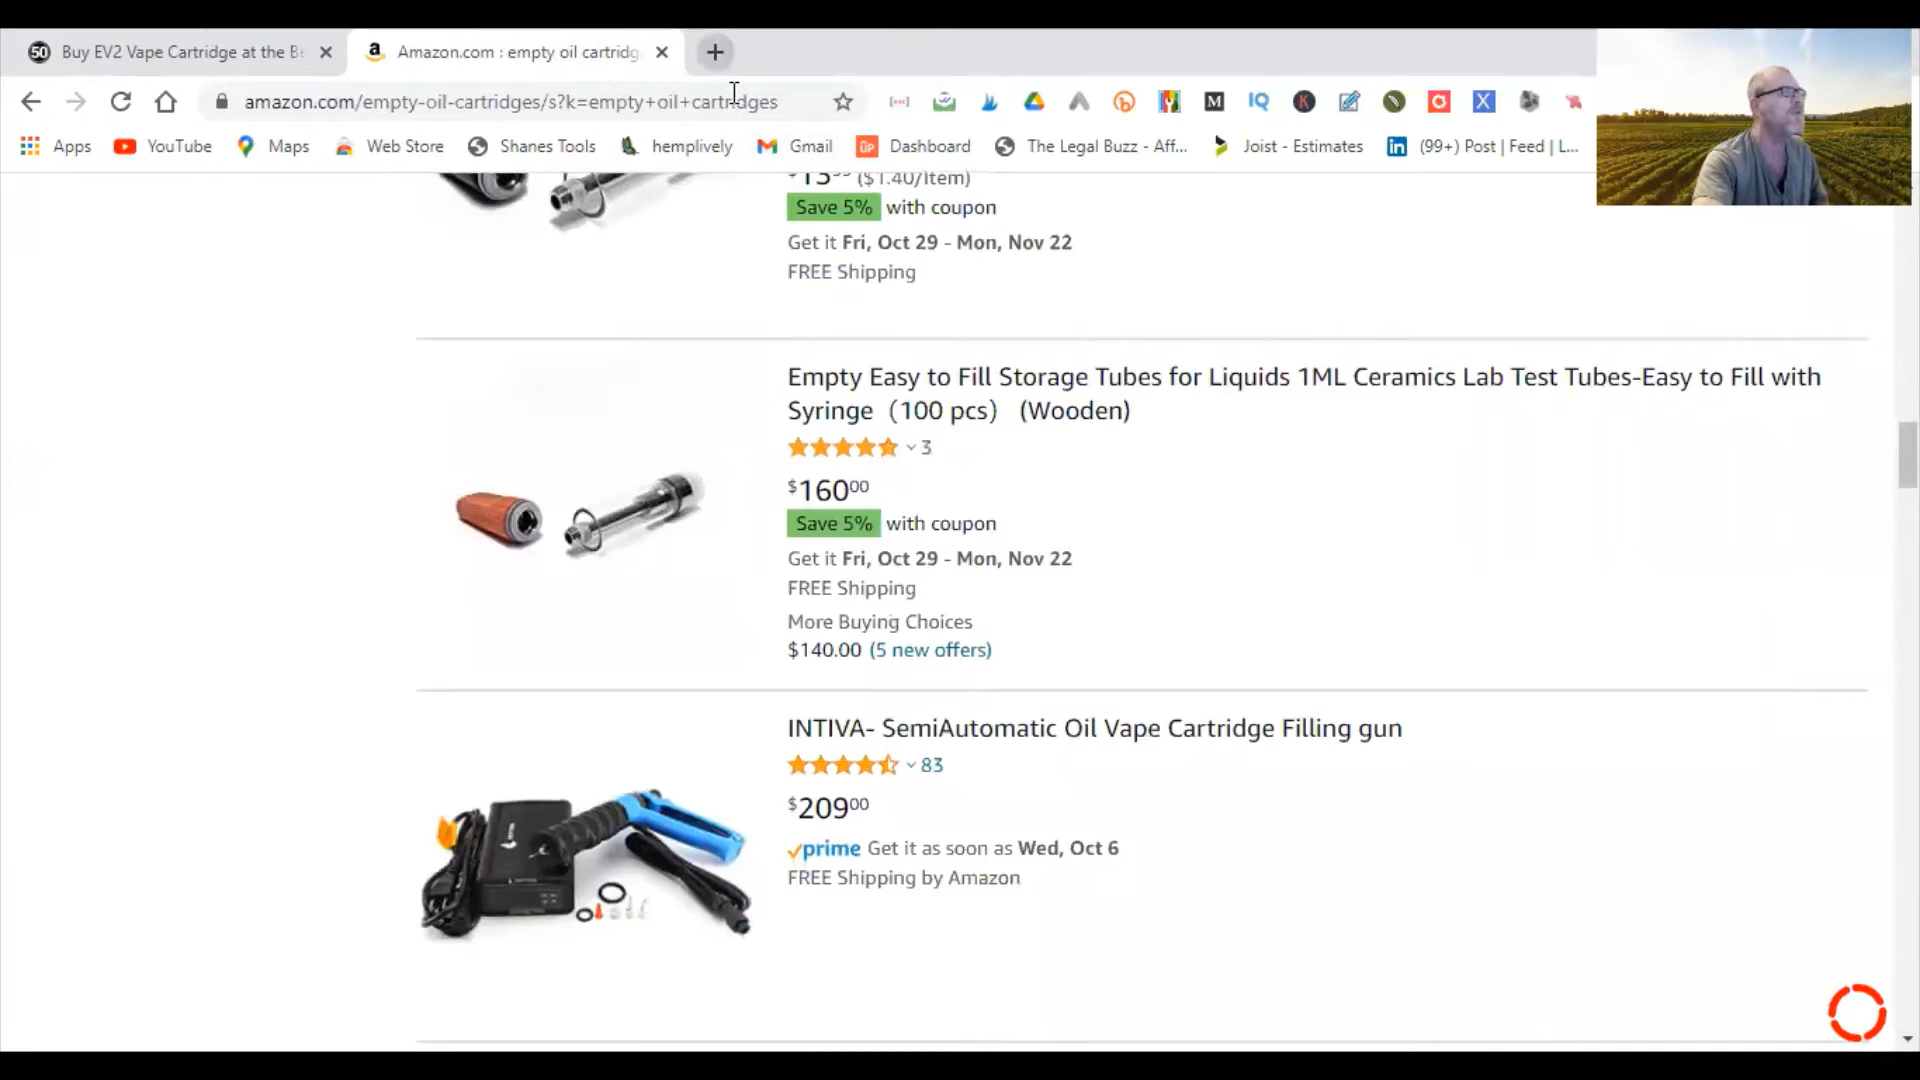 50 Buy EV2 Vape Cartridge at the Be
Amazon.com : empty oil cartridg
amazon.com/empty-oil-cartridges/s?k=empty+oil+cartridges
Apps YouTube Maps Web Store Shanes Tools hemplively Gmail Dashboard The Legal Buzz - Aff... Joist - Estimates (99+) Post | Feed | L...
($1.40/Item)
Save 5% with coupon
Get it Fri, Oct 29 - Mon, Nov 22
FREE Shipping
Empty Easy to Fill Storage Tubes for Liquids 1ML Ceramics Lab Test Tubes-Easy to Fill with
Syringe（100 pcs） (Wooden)
3
$16000
Save 5% with coupon
Get it Fri, Oct 29 - Mon, Nov 22
FREE Shipping
More Buying Choices
$140.00 (5 new offers)
INTIVA- SemiAutomatic Oil Vape Cartridge Filling gun
83
$20900
prime Get it as soon as Wed, Oct 6
FREE Shipping by Amazon